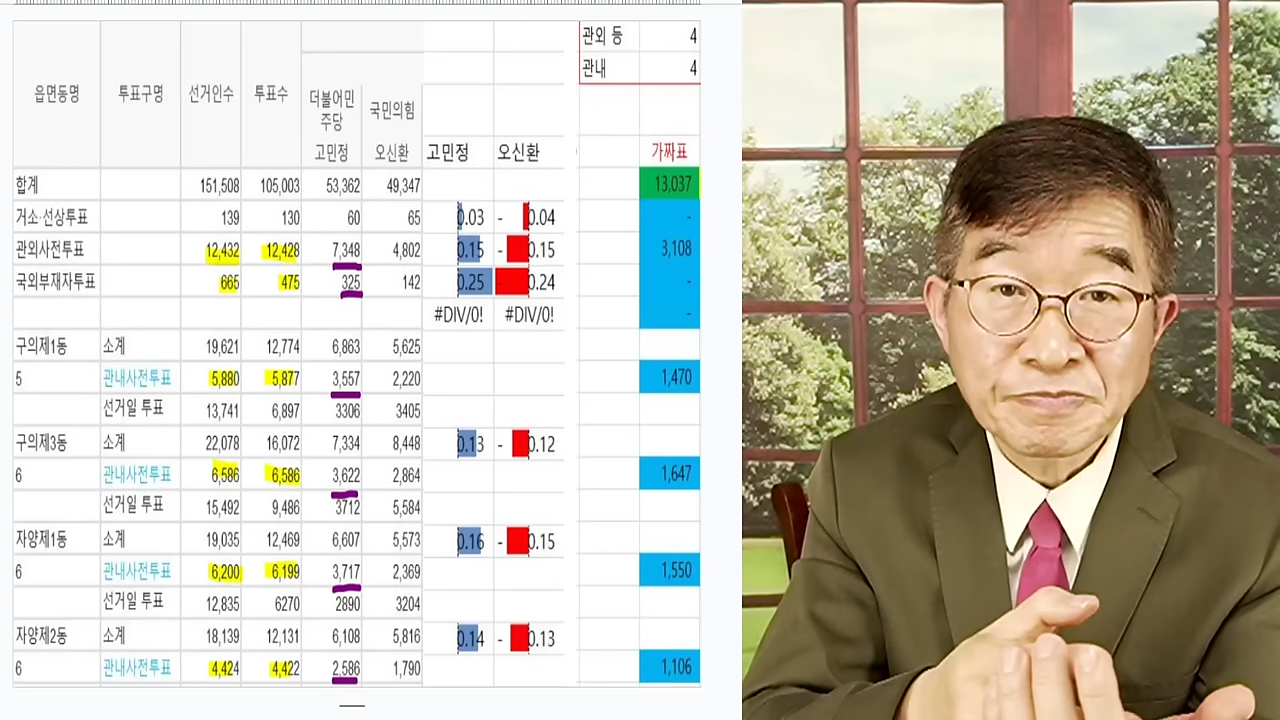 관외 등 4
관내 4
읍면동명 투표구명 선거인수 투표수 더불어민주당 고민정 국민의힘 오신환 고민정 오신환 가짜표
합계 151,508 105,003 53,362 49,347 13,037
거소·선상투표 139 130 60 65 0.03 - 0.04 -
관외사전투표 12,432 12,428 7,348 4,802 0.15 - 0.15 3,108
국외부재자투표 665 475 325 142 0.25 - 0.24 -
#DIV/0! #DIV/0! -
구의제1동 소계 19,621 12,774 6,863 5,625
5 관내사전투표 5,880 5,877 3,557 2,220 1,470
선거일 투표 13,741 6,897 3306 3405
구의제3동 소계 22,078 16,072 7,334 8,448 0.13 - 0.12
6 관내사전투표 6,586 6,586 3,622 2,864 1,647
선거일 투표 15,492 9,486 3712 5,584
자양제1동 소계 19,035 12,469 6,607 5,573 0.16 - 0.15
6 관내사전투표 6,200 6,199 3,717 2,369 1,550
선거일 투표 12,835 6270 2890 3204
자양제2동 소계 18,139 12,131 6,108 5,816 0.14 - 0.13
6 관내사전투표 4,424 4,422 2,586 1,790 1,106